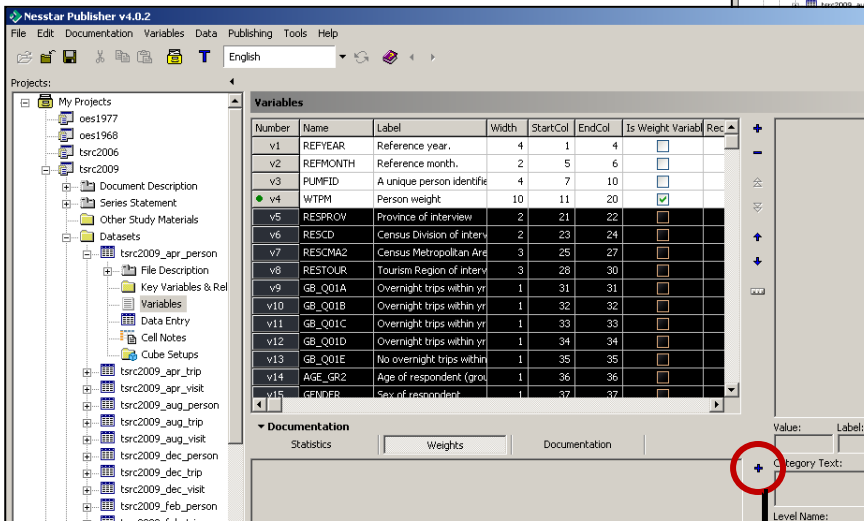 tsrc2009_au
Nesstar Publisher v4.0.2
File Edit Documentation Variables Data Publishing Tools Help
T English
Projects:
My Projects
oes1977
oes1968
tsrc2006
tsrc2009
Document Description
Series Statement
Other Study Materials
Datasets
tsrc2009_apr_person
File Description
Key Variables & Rel
Variables
Data Entry
Cell Notes
Cube Setups
tsrc2009_apr_trip
tsrc2009_apr_visit
tsrc2009_aug_person
tsrc2009_aug_trip
tsrc2009_aug_visit
tsrc2009_dec_person
tsrc2009_dec_trip
tsrc2009_dec_visit
tsrc2009_feb_person
Variables
Number Name Label Width StartCol EndCol Is Weight Variabl Rec
v1 REFYEAR Reference year. 4 1 4
v2 REFMONTH Reference month. 2 5 6
v3 PUMFID A unique person identifie 4 7 10
v4 WTPM Person weight 10 11 20
v5 RESPROV Province of interview 2 21 22
v6 RESCD Census Division of interv 2 23 24
v7 RESCMA2 Census Metropolitan Are 3 25 27
v8 RESTOUR Tourism Region of interv 3 28 30
v9 GB_Q01A Overnight trips within yr 1 31 31
v10 GB_Q01B Overnight trips within yr 1 32 32
v11 GB_Q01C Overnight trips within yr 1 33 33
v12 GB_Q01D Overnight trips within yr 1 34 34
v13 GB_Q01E No overnight trips within 1 35 35
v14 AGE_GR2 Age of respondent (grou 1 36 36
v15 GENDER Sex of respondent 1 37 37
Documentation
Statistics Weights Documentation
Value: Label:
Category Text:
Level Name: